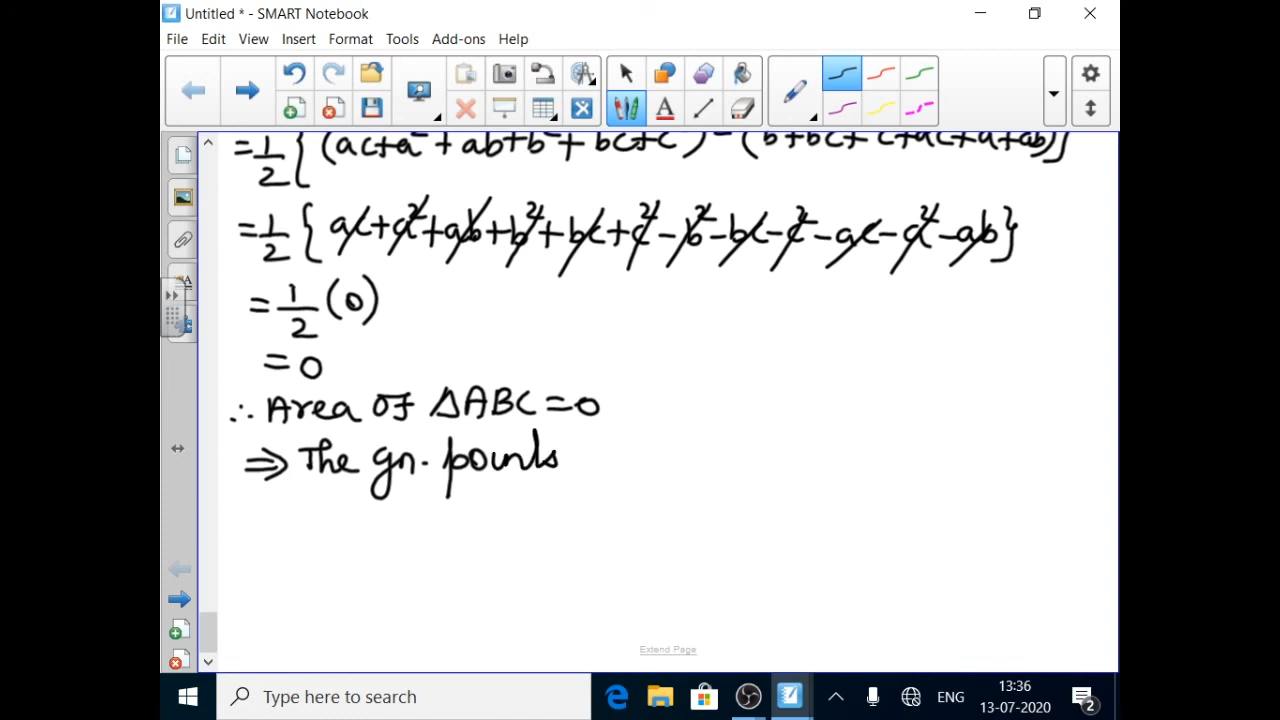 Untitled * - SMART Notebook
File Edit View Insert Format Tools Add-ons Help
=1/2{(ac+a²+ab+b²+bc+c²)-(b²+bc+c²+ac+a²+ab)}
=1/2{ac+a²+ab+b²+bc+c²-b²-bc-c²-ac-a²-ab}
=1/2(0)
=0
∴ Area of ΔABC=0
⇒ The gn. points
Extend Page
Type here to search
ENG
13:36
13-07-2020
2